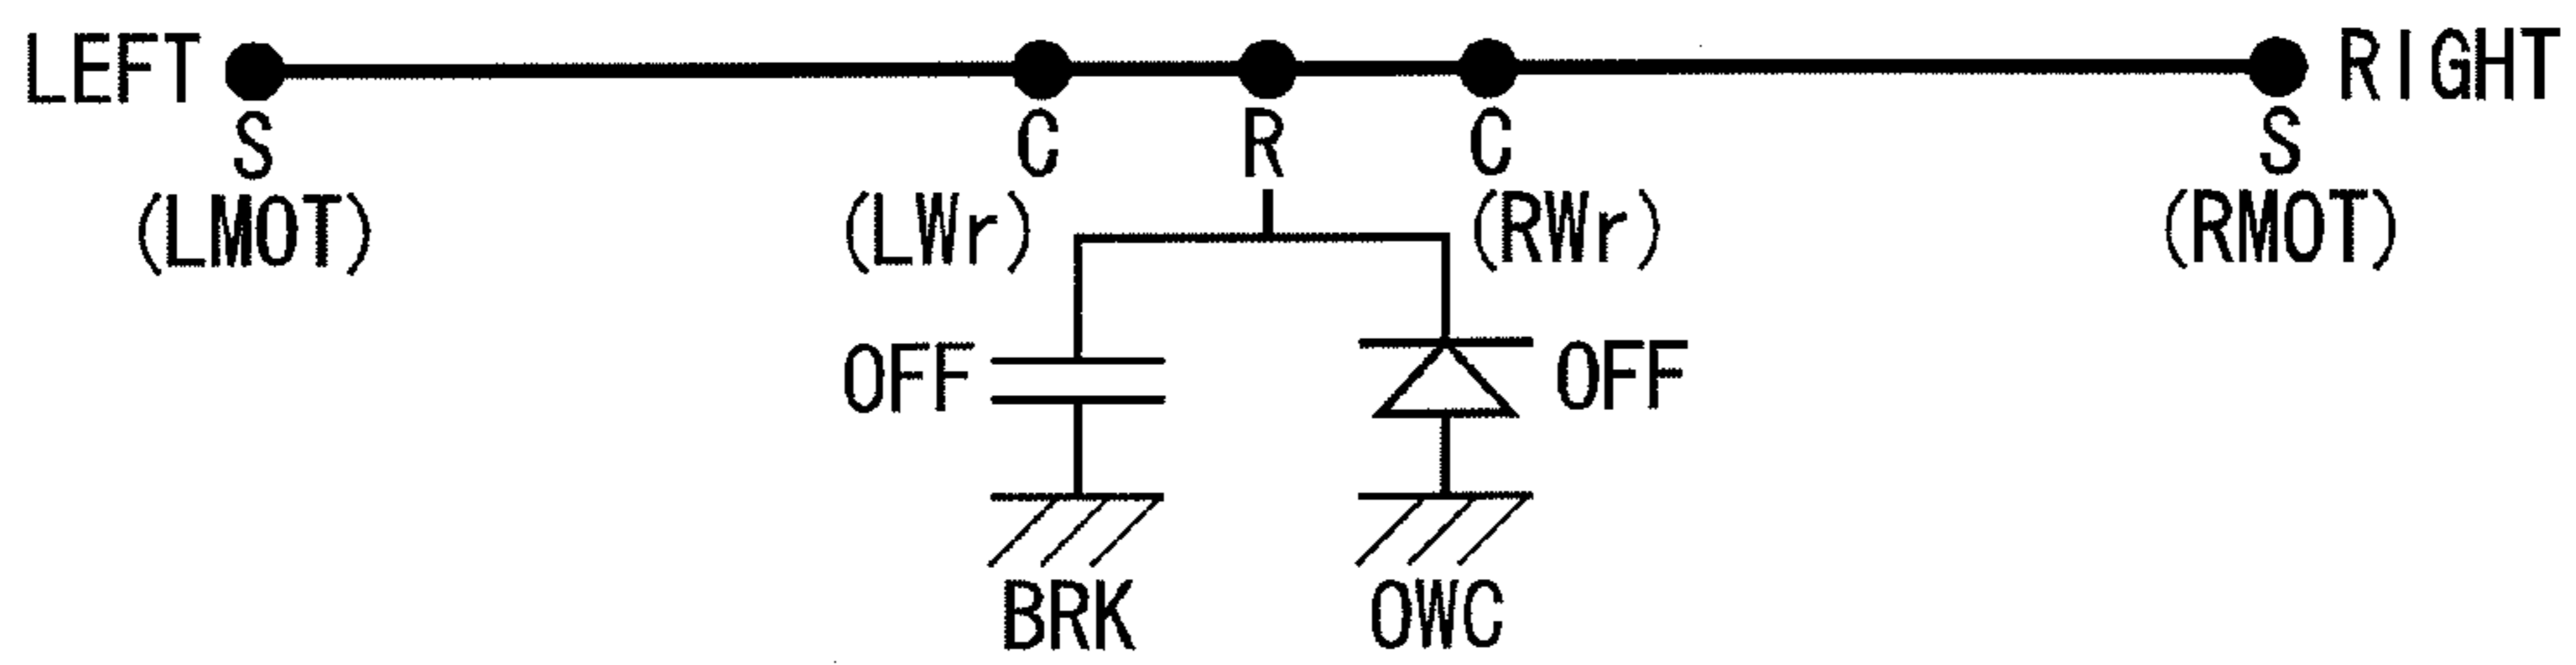 LEFT RIGHT
S C R C S
(LMOT) (LWr) (RWr) (RMOT)
OFF OFF
BRK OWC